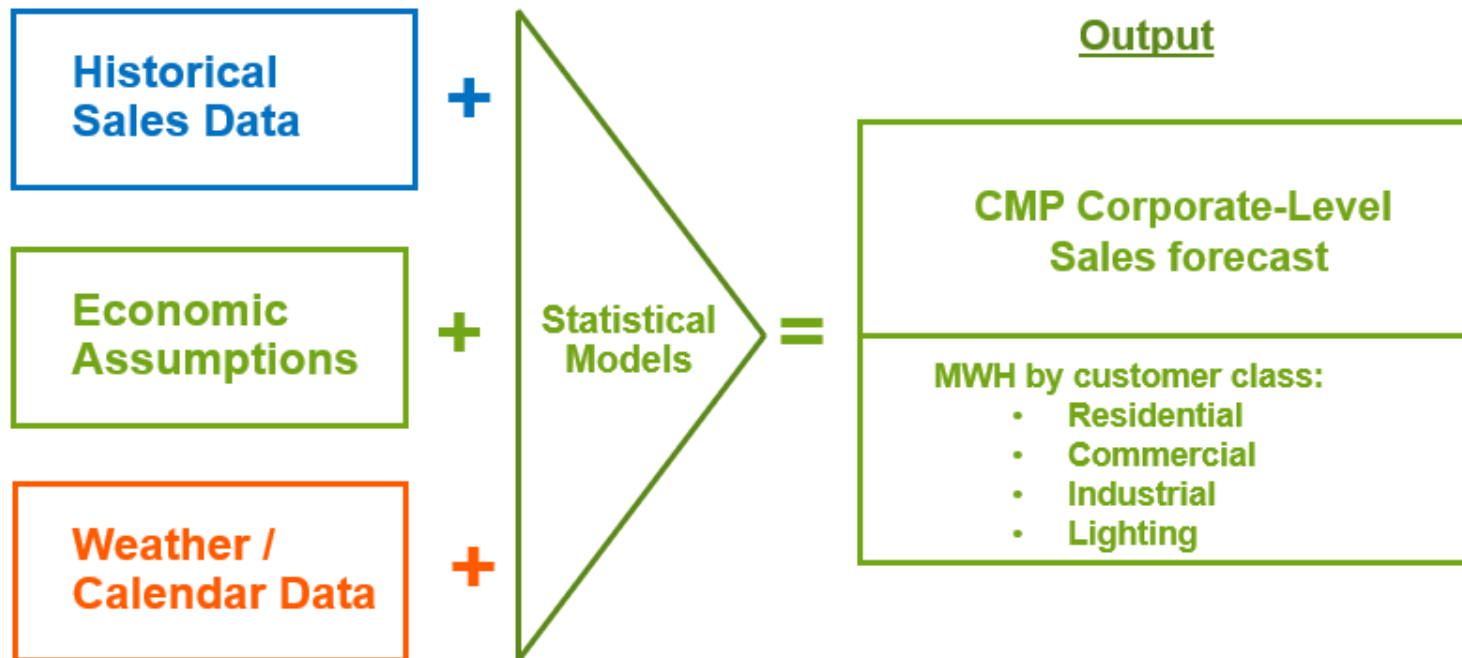 Historical
Sales Data
+
Economic
Assumptions
+
Weather /
Calendar Data
+
Statistical
Models
=
Output
CMP Corporate-Level
Sales forecast
MWH by customer class:
• Residential
• Commercial
• Industrial
• Lighting